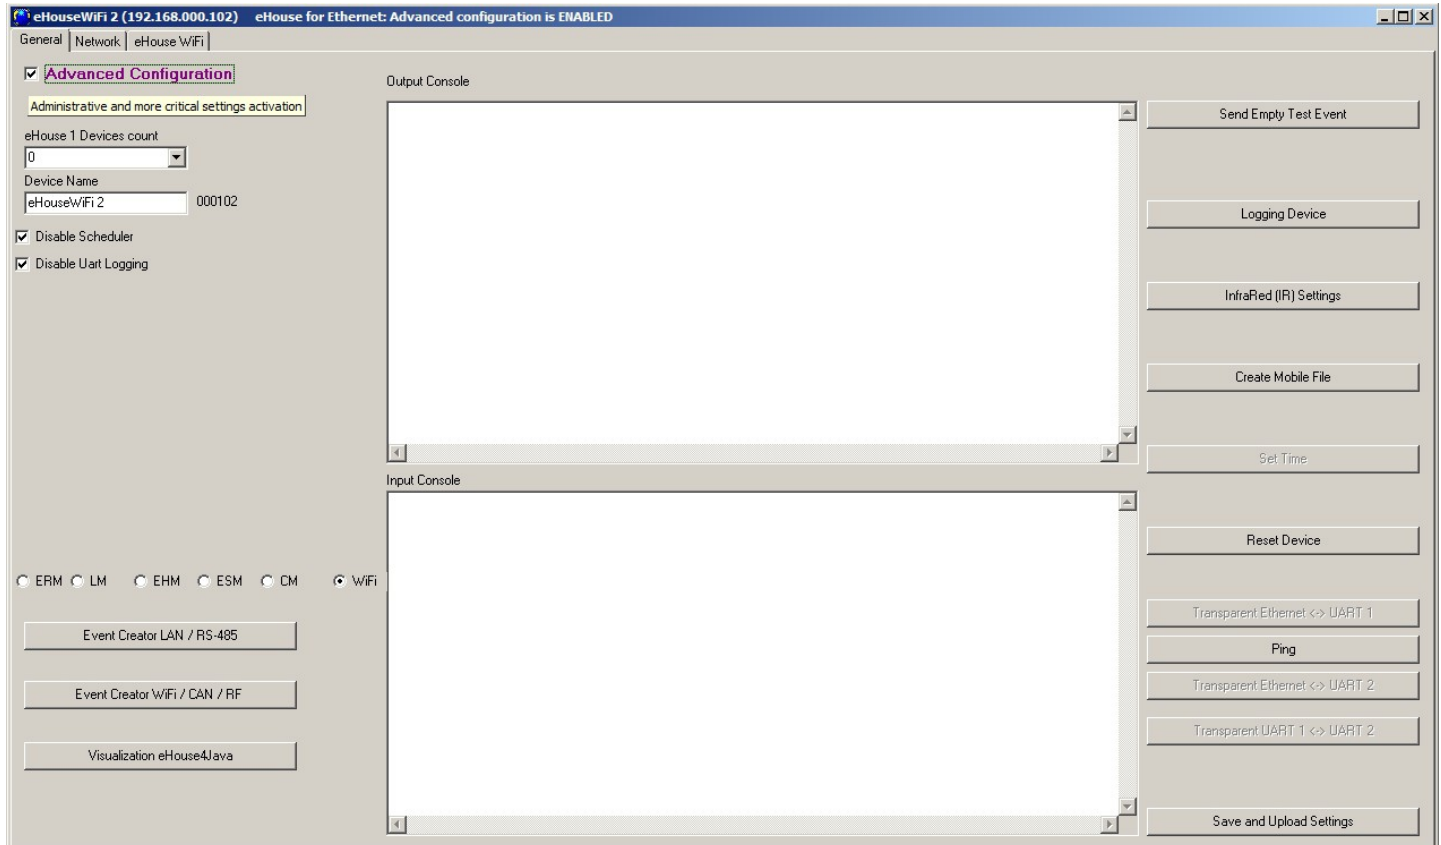 eHouseWiFi 2 (192.168.000.102) eHouse for Ethernet: Advanced configuration is ENABLED
General Network eHouse WiFi
Advanced Configuration
Administrative and more critical settings activation
eHouse 1 Devices count
0
Device Name
eHouseWiFi 2 000102
Disable Scheduler
Disable Uart Logging
ERM LM EHM ESM CM WiFi
Event Creator LAN / RS-485
Event Creator WiFi / CAN / RF
Visualization eHouse4Java
Output Console
Input Console
Send Empty Test Event
Logging Device
InfraRed (IR) Settings
Create Mobile File
Set Time
Reset Device
Transparent Ethernet <-> UART 1
Ping
Transparent Ethernet <-> UART 2
Transparent UART 1 <-> UART 2
Save and Upload Settings